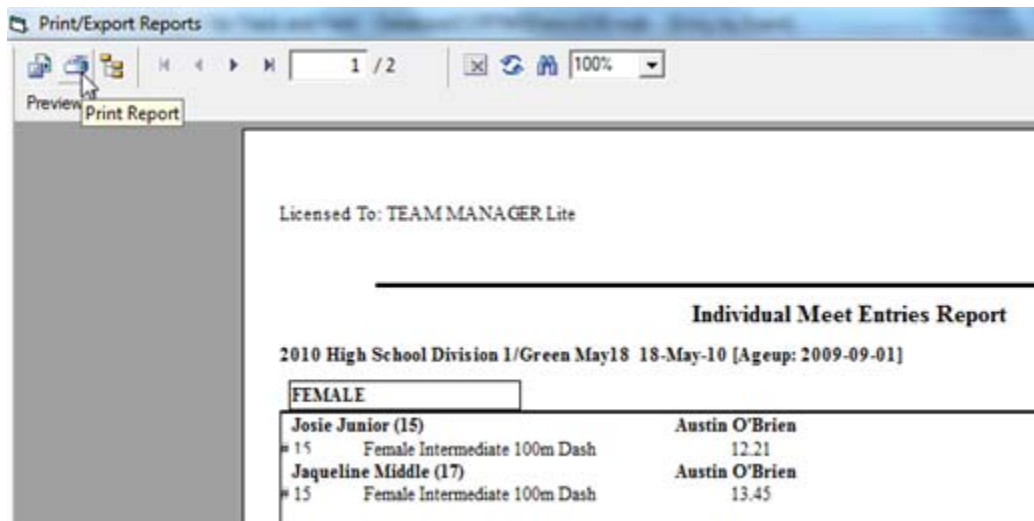 Print/Export Reports
1 / 2
100%
Preview
Print Report
Licensed To: TEAM MANAGER Lite
Individual Meet Entries Report
2010 High School Division 1/Green May18 18-May-10 [Ageup: 2009-09-01]
FEMALE
Josie Junior (15) Austin O'Brien
# 15 Female Intermediate 100m Dash 12.21
Jaqueline Middle (17) Austin O'Brien
# 15 Female Intermediate 100m Dash 13.45